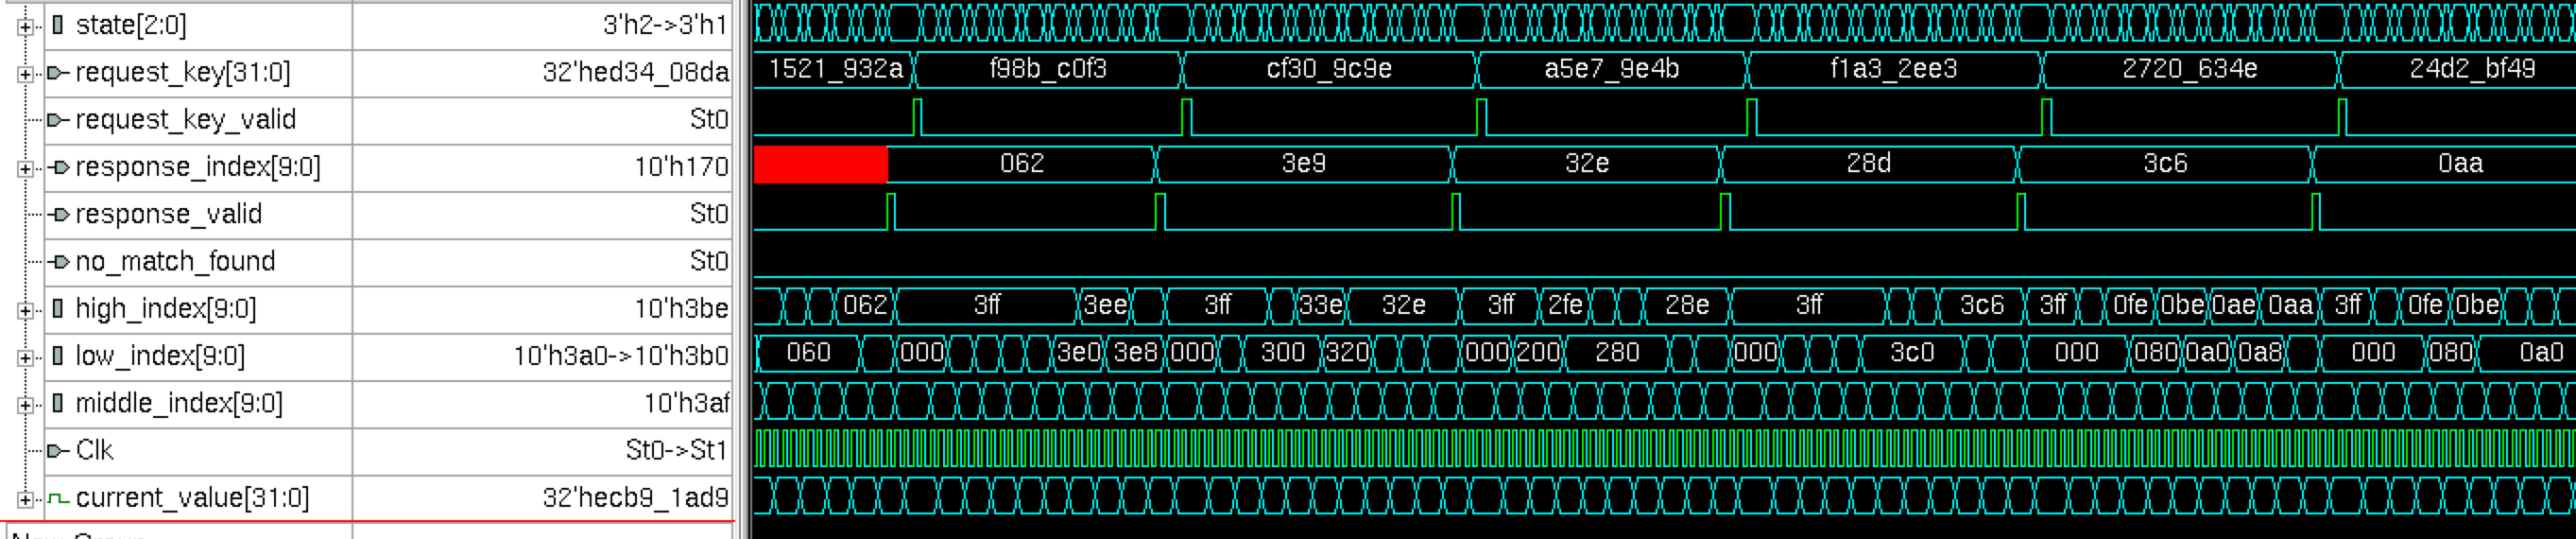 state[2:0] 3'h2->3'h1
request_key[31:0] 32'hed34_08da 1521_932a f98b_c0f3 cf30_9c9e a5e7_9e4b f1a3_2ee3 2720_634e 24d2_bf49
request_key_valid St0
response_index[9:0] 10'h170 062 3e9 32e 28d 3c6 0aa
response_valid St0
no_match_found St0
high_index[9:0] 10'h3be 062 3ff 3ee 3ff 33e 32e 3ff 2fe 28e 3ff 3c6 3ff 0fe 0be 0ae 0aa 3ff 0fe 0be
low_index[9:0] 10'h3a0->10'h3b0 060 000 3e0 3e8 000 300 320 000 200 280 000 3c0 000 080 0a0 0a8 000 080 0a0
middle_index[9:0] 10'h3af
Clk St0->St1
current_value[31:0] 32'hecb9_1ad9